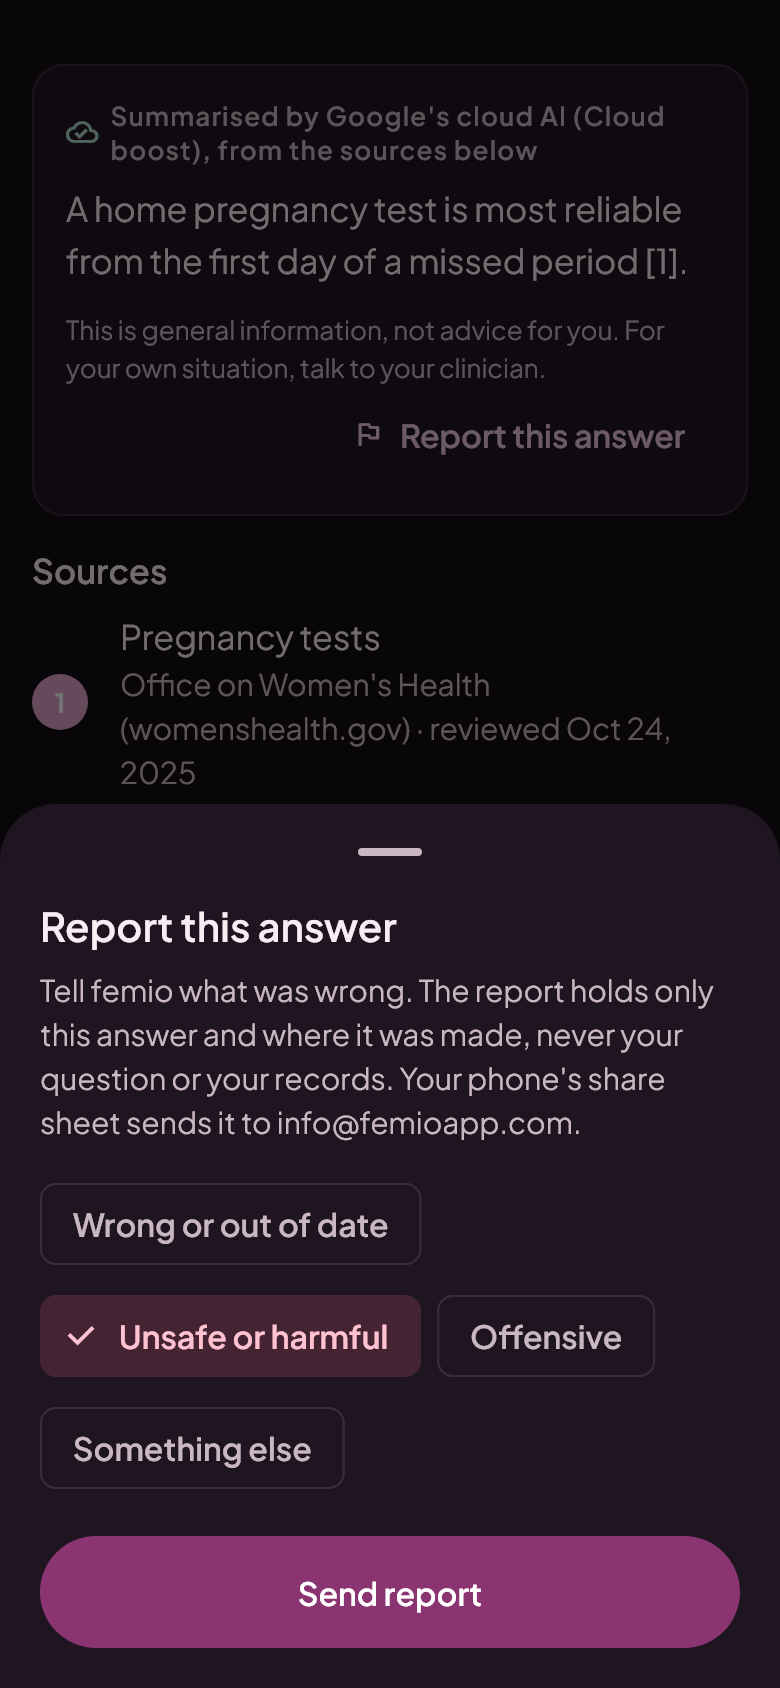 Summarised by Google's cloud AI (Cloud
boost), from the sources below
A home pregnancy test is most reliable
from the first day of a missed period [1].
This is general information, not advice for you. For
your own situation, talk to your clinician.
Report this answer
Sources
Pregnancy tests
1
Office on Women's Health
(womenshealth.gov) · reviewed Oct 24,
2025
Report this answer
Tell femio what was wrong. The report holds only
this answer and where it was made, never your
question or your records. Your phone's share
sheet sends it to info@femioapp.com.
Wrong or out of date
Unsafe or harmful
Offensive
Something else
Send report